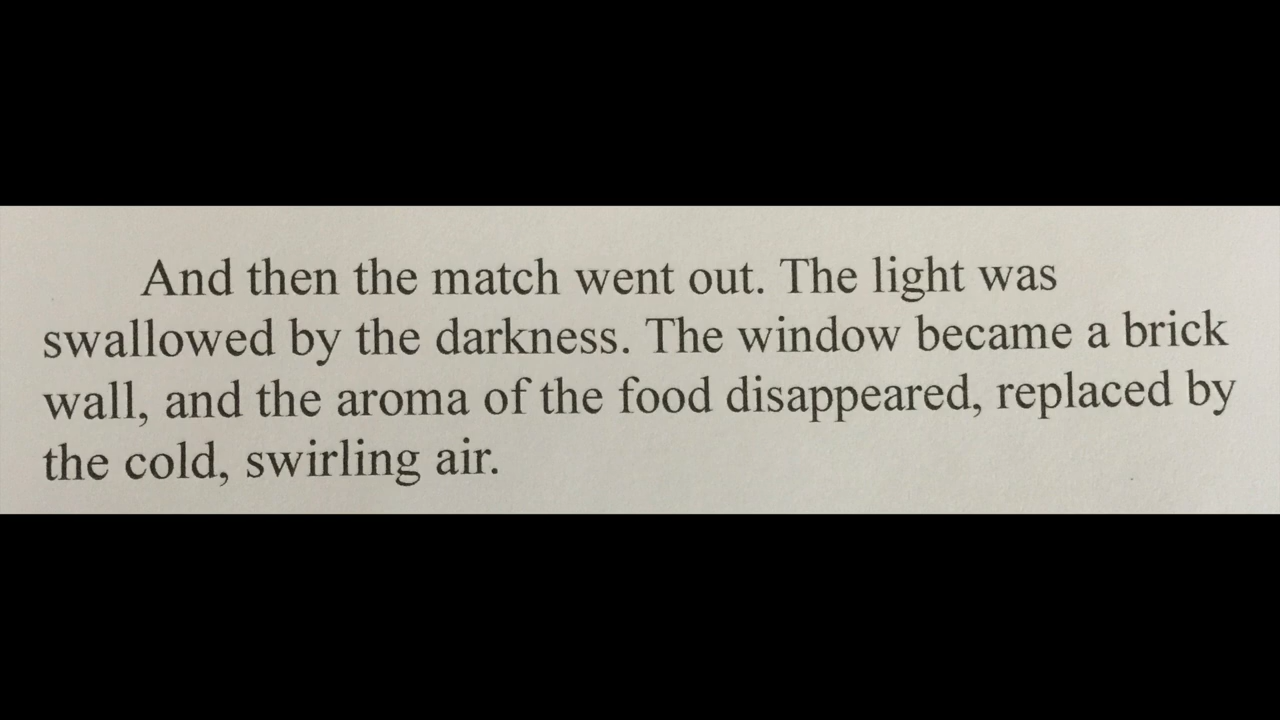 And then the match went out. The light was
swallowed by the darkness. The window became a brick
wall, and the aroma of the food disappeared, replaced by
the cold, swirling air.